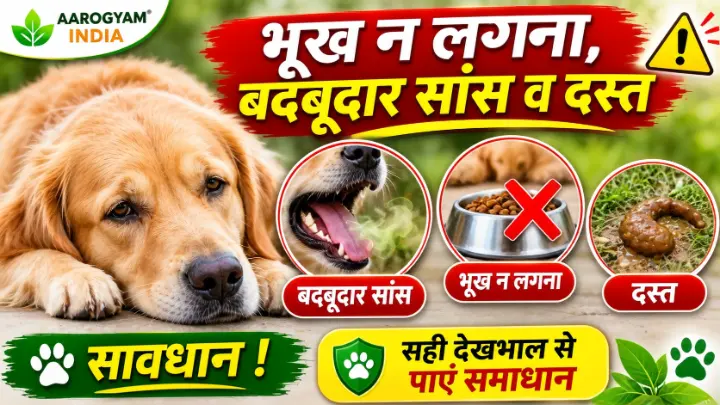 AAROGYAM®
INDIA
भूख न लगना,
बदबूदार सांस व दस्त
बदबूदार सांस
भूख न लगना
दस्त
सावधान !
सही देखभाल से
पाएं समाधान